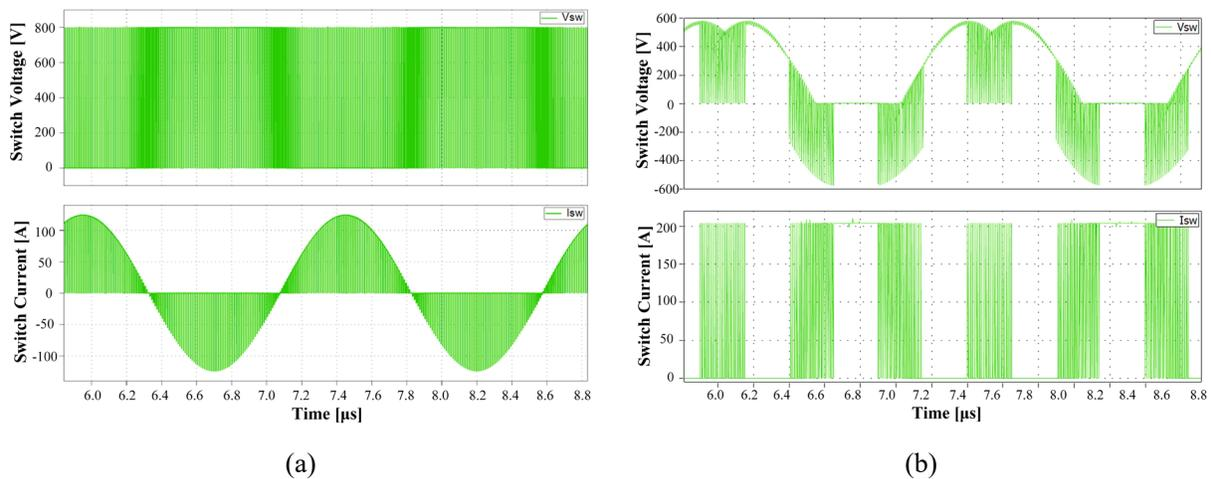 Switch Voltage [V]
800
600
400
200
0
Vsw
Switch Current [A]
100
50
0
-50
-100
Isw
6.0 6.2 6.4 6.6 6.8 7.0 7.2 7.4 7.6 7.8 8.0 8.2 8.4 8.6
Time [µs]
(a)
Switch Voltage [V]
600
400
200
0
-200
-400
-600
Vsw
Switch Current [A]
200
150
100
50
0
Isw
6.0 6.2 6.4 6.6 6.8 7.0 7.2 7.4 7.6 7.8 8.0 8.2 8.4 8.6 8.8
Time [µs]
(b)